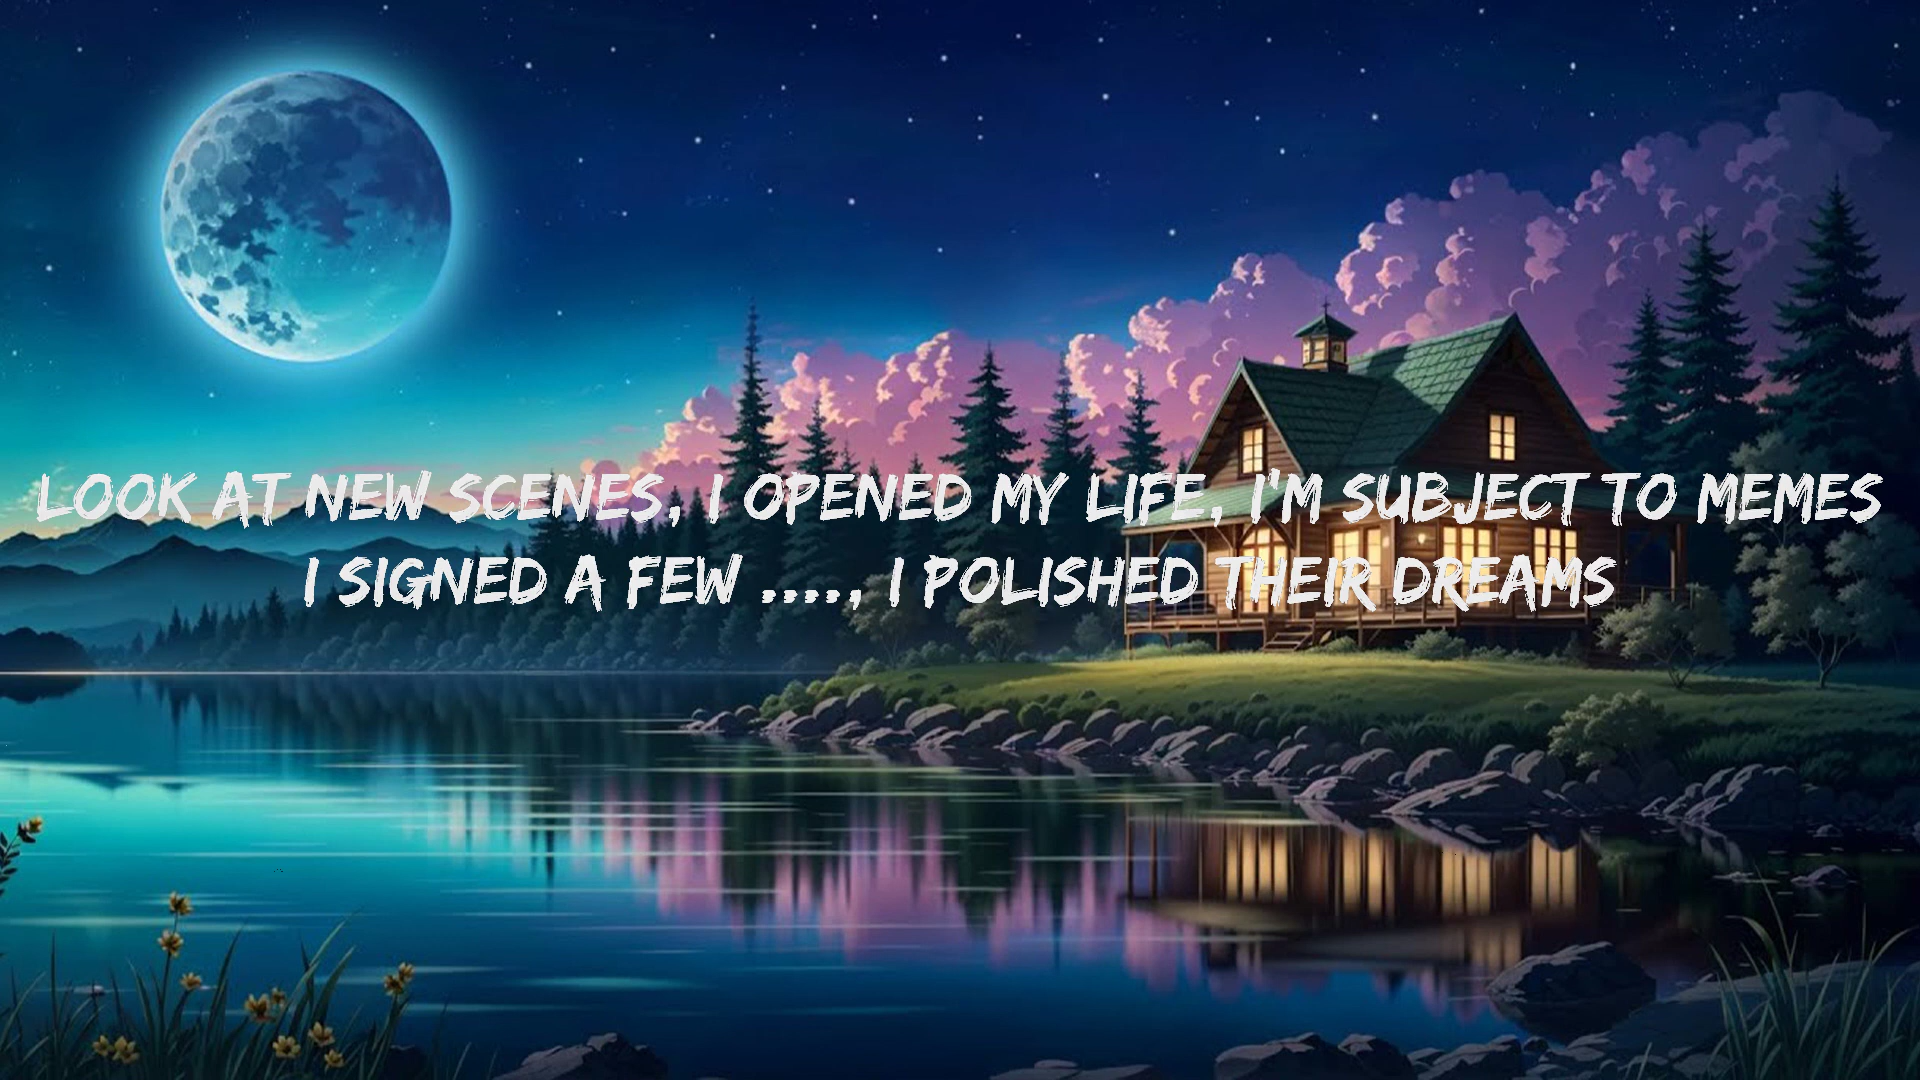 LOOK AT NEW SCENES, I OPENED MY LIFE, I'M SUBJECT TO MEMES
I SIGNED A FEW ...., I POLISHED THEIR DREAMS